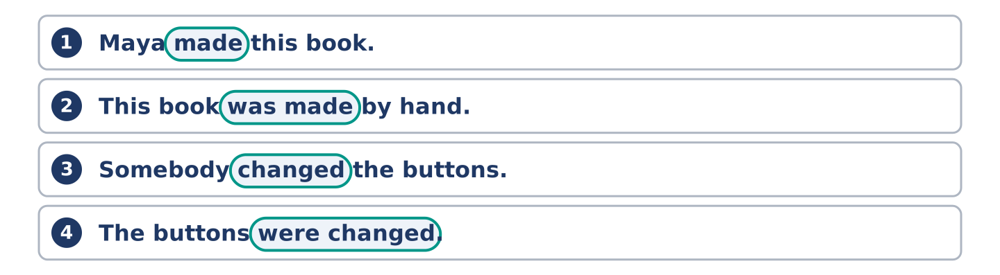 1 Maya made this book.
2 This book was made by hand.
3 Somebody changed the buttons.
4 The buttons were changed.